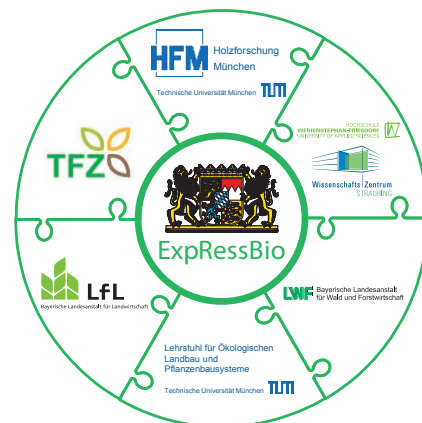 HFM Holzforschung
München
Technische Universität München TUM
HOCHSCHULE
WEIHENSTEPHAN-TRIESDORF
UNIVERSITY OF APPLIED SCIENCES
Wissenschafts Zentrum
STRAUBING
TFZ
ExpRessBio
LfL
Bayerische Landesanstalt für Landwirtschaft
LWF Bayerische Landesanstalt
für Wald und Forstwirtschaft
Lehrstuhl für Ökologischen
Landbau und
Pflanzenbausysteme
Technische Universität München TUM